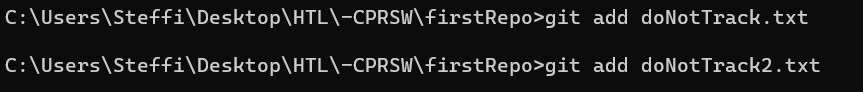 C:\Users\Steffi\Desktop\HTL\-CPRSW\firstRepo>git add doNotTrack.txt
C:\Users\Steffi\Desktop\HTL\-CPRSW\firstRepo>git add doNotTrack2.txt